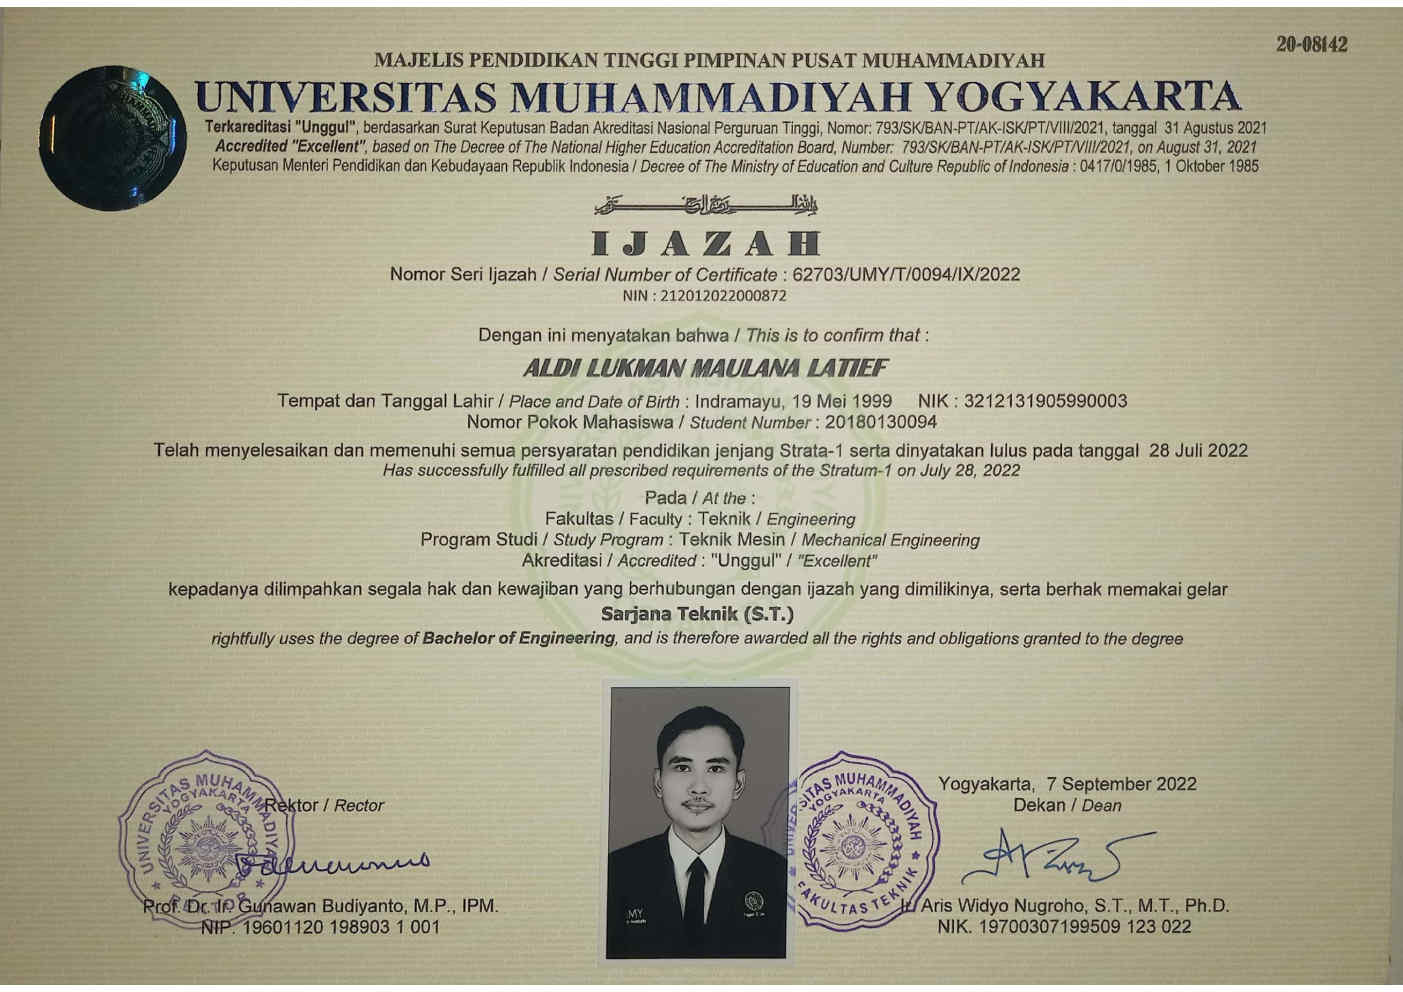 20-08142
MAJELIS PENDIDIKAN TINGGI PIMPINAN PUSAT MUHAMMADIYAH
UNIVERSITAS MUHAMMADIYAH YOGYAKARTA
Terkareditasi "Unggul", berdasarkan Surat Keputusan Badan Akreditasi Nasional Perguruan Tinggi, Nomor: 793/SK/BAN-PT/AK-ISK/PT/VIII/2021, tanggal 31 Agustus 2021
Accredited "Excellent", based on The Decree of The National Higher Education Accreditation Board, Number: 793/SK/BAN-PT/AK-ISK/PT/VIII/2021, on August 31, 2021
Keputusan Menteri Pendidikan dan Kebudayaan Republik Indonesia / Decree of The Ministry of Education and Culture Republic of Indonesia : 0417/0/1985, 1 Oktober 1985
IJAZAH
Nomor Seri Ijazah / Serial Number of Certificate : 62703/UMY/T/0094/IX/2022
NIN : 212012022000872
Dengan ini menyatakan bahwa / This is to confirm that :
ALDI LUKMAN MAULANA LATIEF
Tempat dan Tanggal Lahir / Place and Date of Birth : Indramayu, 19 Mei 1999 NIK : 3212131905990003
Nomor Pokok Mahasiswa / Student Number : 20180130094
Telah menyelesaikan dan memenuhi semua persyaratan pendidikan jenjang Strata-1 serta dinyatakan lulus pada tanggal 28 Juli 2022
Has successfully fulfilled all prescribed requirements of the Stratum-1 on July 28, 2022
Pada / At the :
Fakultas / Faculty : Teknik / Engineering
Program Studi / Study Program : Teknik Mesin / Mechanical Engineering
Akreditasi / Accredited : "Unggul" / "Excellent"
kepadanya dilimpahkan segala hak dan kewajiban yang berhubungan dengan ijazah yang dimilikinya, serta berhak memakai gelar
Sarjana Teknik (S.T.)
rightfully uses the degree of Bachelor of Engineering, and is therefore awarded all the rights and obligations granted to the degree
UNIVERSITAS MUHAMMADIYAH
YOGYAKARTA
REKTOR
Rektor / Rector
Prof. Dr. Ir. Gunawan Budiyanto, M.P., IPM.
NIP. 19601120 198903 1 001
UNIVERSITAS MUHAMMADIYAH
YOGYAKARTA
FAKULTAS TEKNIK
Yogyakarta, 7 September 2022
Dekan / Dean
Ir. Aris Widyo Nugroho, S.T., M.T., Ph.D.
NIK. 19700307199509 123 022